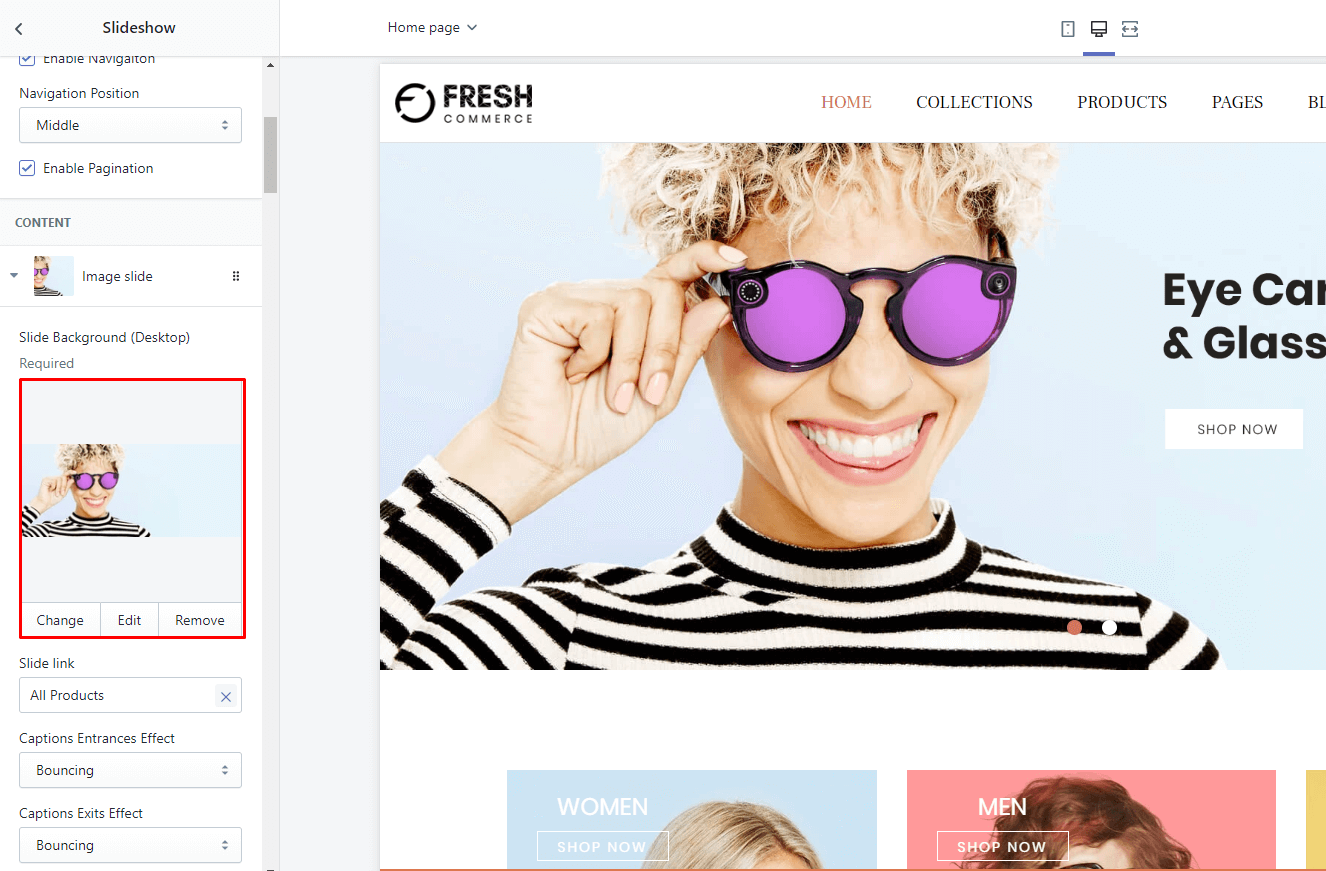 Slideshow
Enable Navigaiton
Navigation Position
Middle
Enable Pagination
CONTENT
Image slide
Slide Background (Desktop)
Required
Change Edit Remove
Slide link
All Products
Captions Entrances Effect
Bouncing
Captions Exits Effect
Bouncing
Home page
FRESH
COMMERCE
HOME COLLECTIONS PRODUCTS PAGES BL
Eye Car
& Glass
SHOP NOW
WOMEN
SHOP NOW
MEN
SHOP NOW